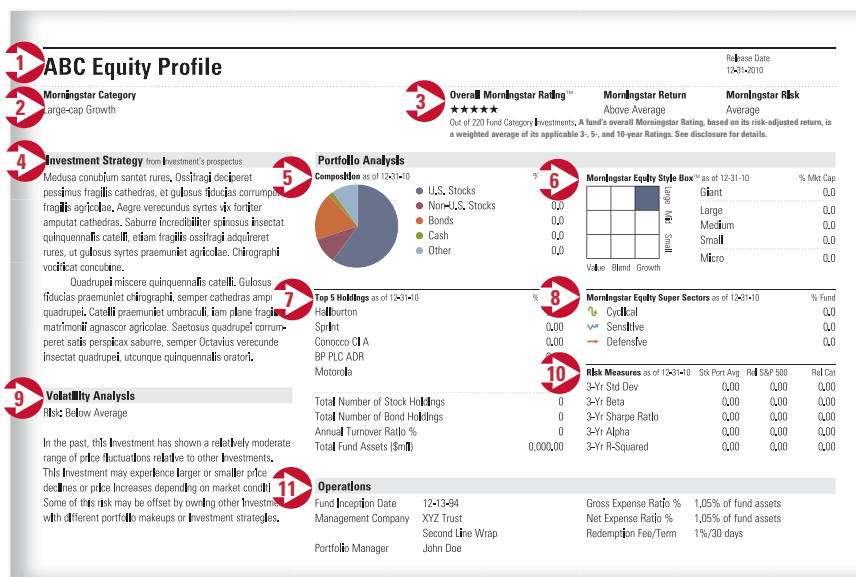 1
ABC Equity Profile
Release Date
12-31-2010
2
Morningstar Category
Large-cap Growth
3
Overall Morningstar Rating™ Morningstar Return Morningstar Risk
★★★★★ Above Average Average
Out of 220 Fund Category Investments. A fund's overall Morningstar Rating, based on its risk-adjusted return, is
a weighted average of its applicable 3-, 5-, and 10-year Ratings. See disclosure for details.
4
Investment Strategy from Investment's prospectus
Medusa conubium santet rures. Ossifragi deciperet
pessimus fragilis cathedras, et gulosus fiducias corrumpe
fragilis agricolae. Aegre verecundus syrtes vix fortiter
amputat cathedras. Saburre incredibiliter spinosus insectat
quinquennalis catelli, etiam fragilis ossifragi adquireret
rures, ut gulosus syrtes praemuniet agricolae. Chirographi
vocificat concubine.
Quadrupei miscere quinquennalis catelli. Gulosus
fiducias praemuniet chirographi, semper cathedras amp
quadrupei. Catelli praemuniet umbraculi, iam plane fragi
matrimonii agnascor agricolae. Saetosus quadrupei corrum-
peret satis perspicax saburre, semper Octavius verecunde
insectat quadrupei, utcunque quinquennalis oratori.
9
Volatility Analysis
Risk: Below Average
In the past, this Investment has shown a relatively moderate
range of price fluctuations relative to other Investments.
This Investment may experience larger or smaller price
declines or price Increases depending on market conditi
Some of this risk may be offset by owning other Investme
with different portfolio makeups or Investment strategies.
Portfolio Analysis
5
Composition as of 12-31-10 %
U.S. Stocks
Non-U.S. Stocks 0.0
Bonds 0.0
Cash 0.0
Other 0.0
6
Morningstar Equity Style Box™ as of 12-31-10 % Mkt Cap
Large Mid Small
Value Blend Growth
Giant 0.0
Large 0.0
Medium 0.0
Small 0.0
Micro 0.0
7
Top 5 Holdings as of 12-31-10 %
Haliburton
Sprint 0.00
Conocco Cl A 0.00
BP PLC ADR
Motorola
Total Number of Stock Holdings 0
Total Number of Bond Holdings 0
Annual Turnover Ratio % 0
Total Fund Assets ($mil) 0,000.00
8
Morningstar Equity Super Sectors as of 12-31-10 % Fund
Cyclical 0.0
Sensitive 0.0
Defensive 0.0
10
Risk Measures as of 12-31-10 Stk Port Avg Rel S&P 500 Rel Cat
3-Yr Std Dev 0.00 0.00 0.00
3-Yr Beta 0.00 0.00 0.00
3-Yr Sharpe Ratio 0.00 0.00 0.00
3-Yr Alpha 0.00 0.00 0.00
3-Yr R-Squared 0.00 0.00 0.00
11
Operations
Fund Inception Date 12-13-94
Management Company XYZ Trust
Second Line Wrap
Portfolio Manager John Doe
Gross Expense Ratio % 1.05% of fund assets
Net Expense Ratio % 1.05% of fund assets
Redemption Fee/Term 1%/30 days